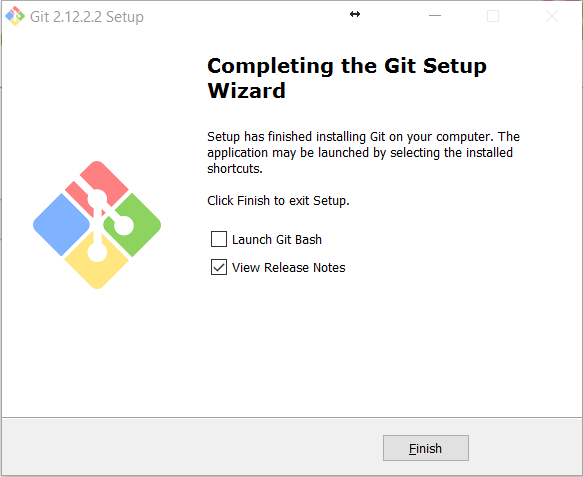 Git 2.12.2.2 Setup
Completing the Git Setup
Wizard
Setup has finished installing Git on your computer. The
application may be launched by selecting the installed
shortcuts.
Click Finish to exit Setup.
Launch Git Bash
View Release Notes
Finish